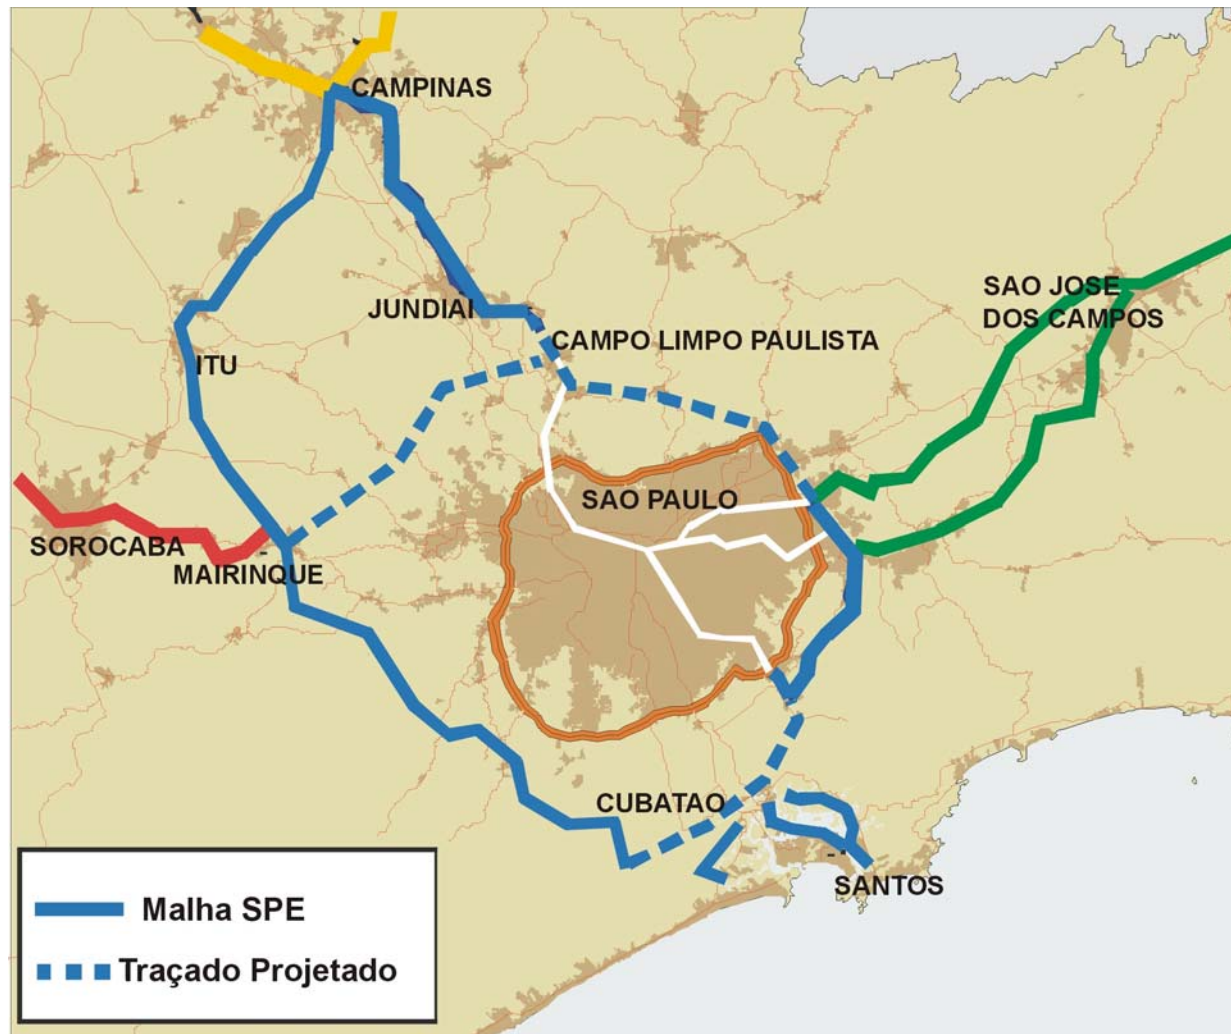 CAMPINAS
SAO JOSE
DOS CAMPOS
JUNDIAI
CAMPO LIMPO PAULISTA
ITU
SAO PAULO
SOROCABA
MAIRINQUE
CUBATAO
SANTOS
Malha SPE
Traçado Projetado